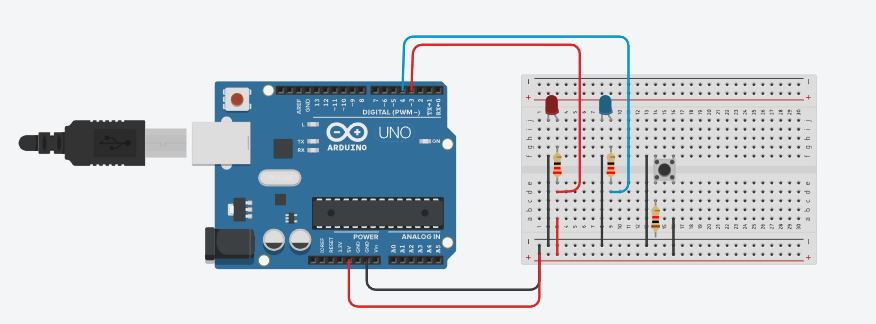 AREF
GND
13
12
~11
~10
~9
8
7
~6
~5
4
~3
2
TX→1
RX←0
DIGITAL (PWM~)
L
TX
RX
UNO
ARDUINO
ON
POWER
ANALOG IN
IOREF
RESET
3.3V
5V
GND
GND
Vin
A0
A1
A2
A3
A4
A5